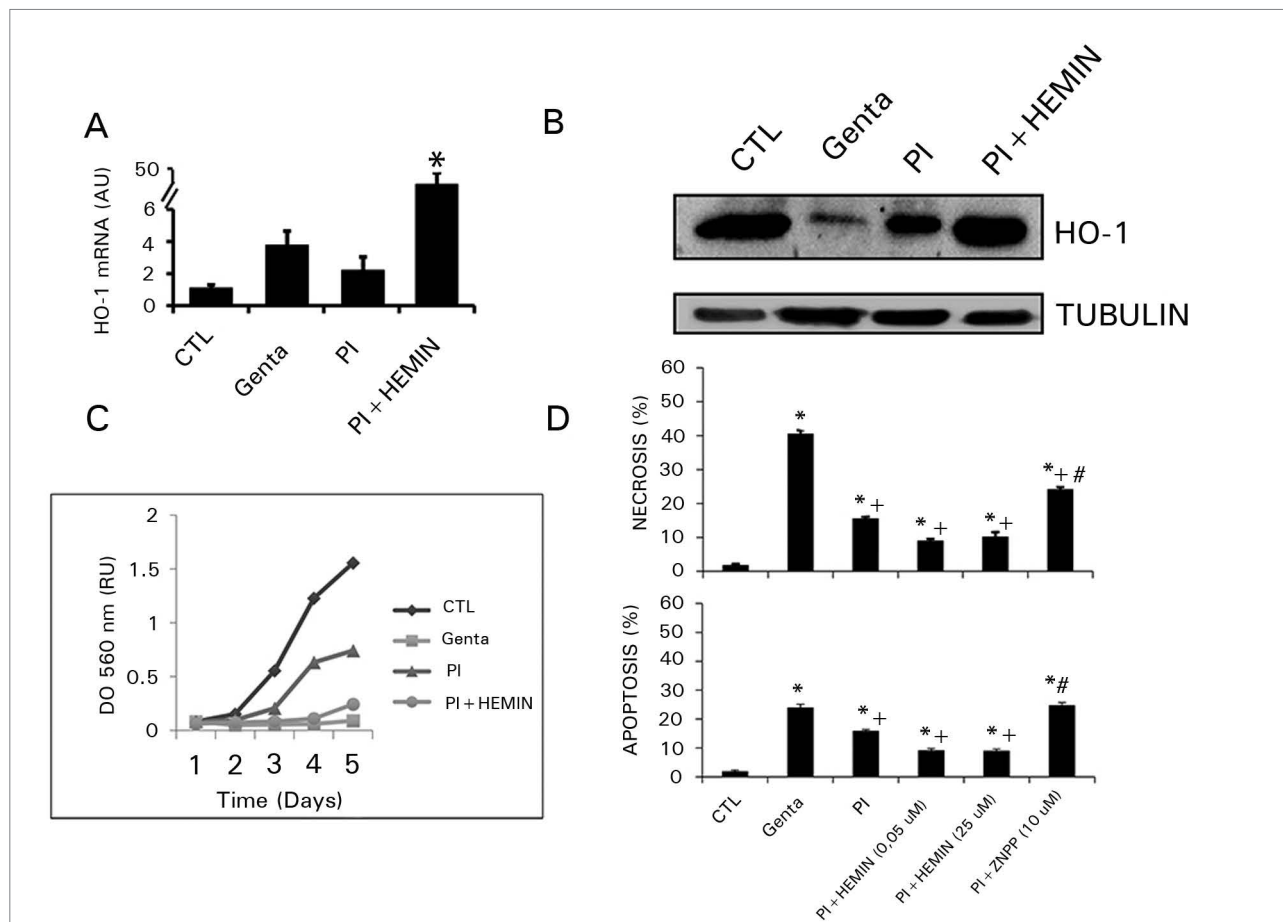 A
HO-1 mRNA (AU)
50
6
4
2
0
*
CTL
Genta
PI
PI + HEMIN
B
CTL
Genta
PI
PI + HEMIN
HO-1
TUBULIN
C
DO 560 nm (RU)
2
1.5
1
0.5
0
1 2 3 4 5
Time (Days)
CTL
Genta
PI
PI + HEMIN
D
NECROSIS (%)
60
50
40
30
20
10
0
*
* +
* +
* +
* + #
APOPTOSIS (%)
60
50
40
30
20
10
0
*
* +
* +
* +
*#
CTL
Genta
PI
PI + HEMIN (0,05 uM)
PI + HEMIN (25 uM)
PI + ZNPP (10 uM)